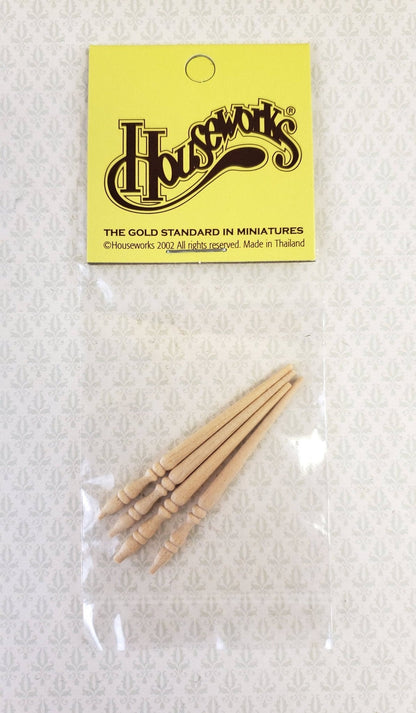 Houseworks®
THE GOLD STANDARD IN MINIATURES
©Houseworks 2002 All rights reserved. Made in Thailand